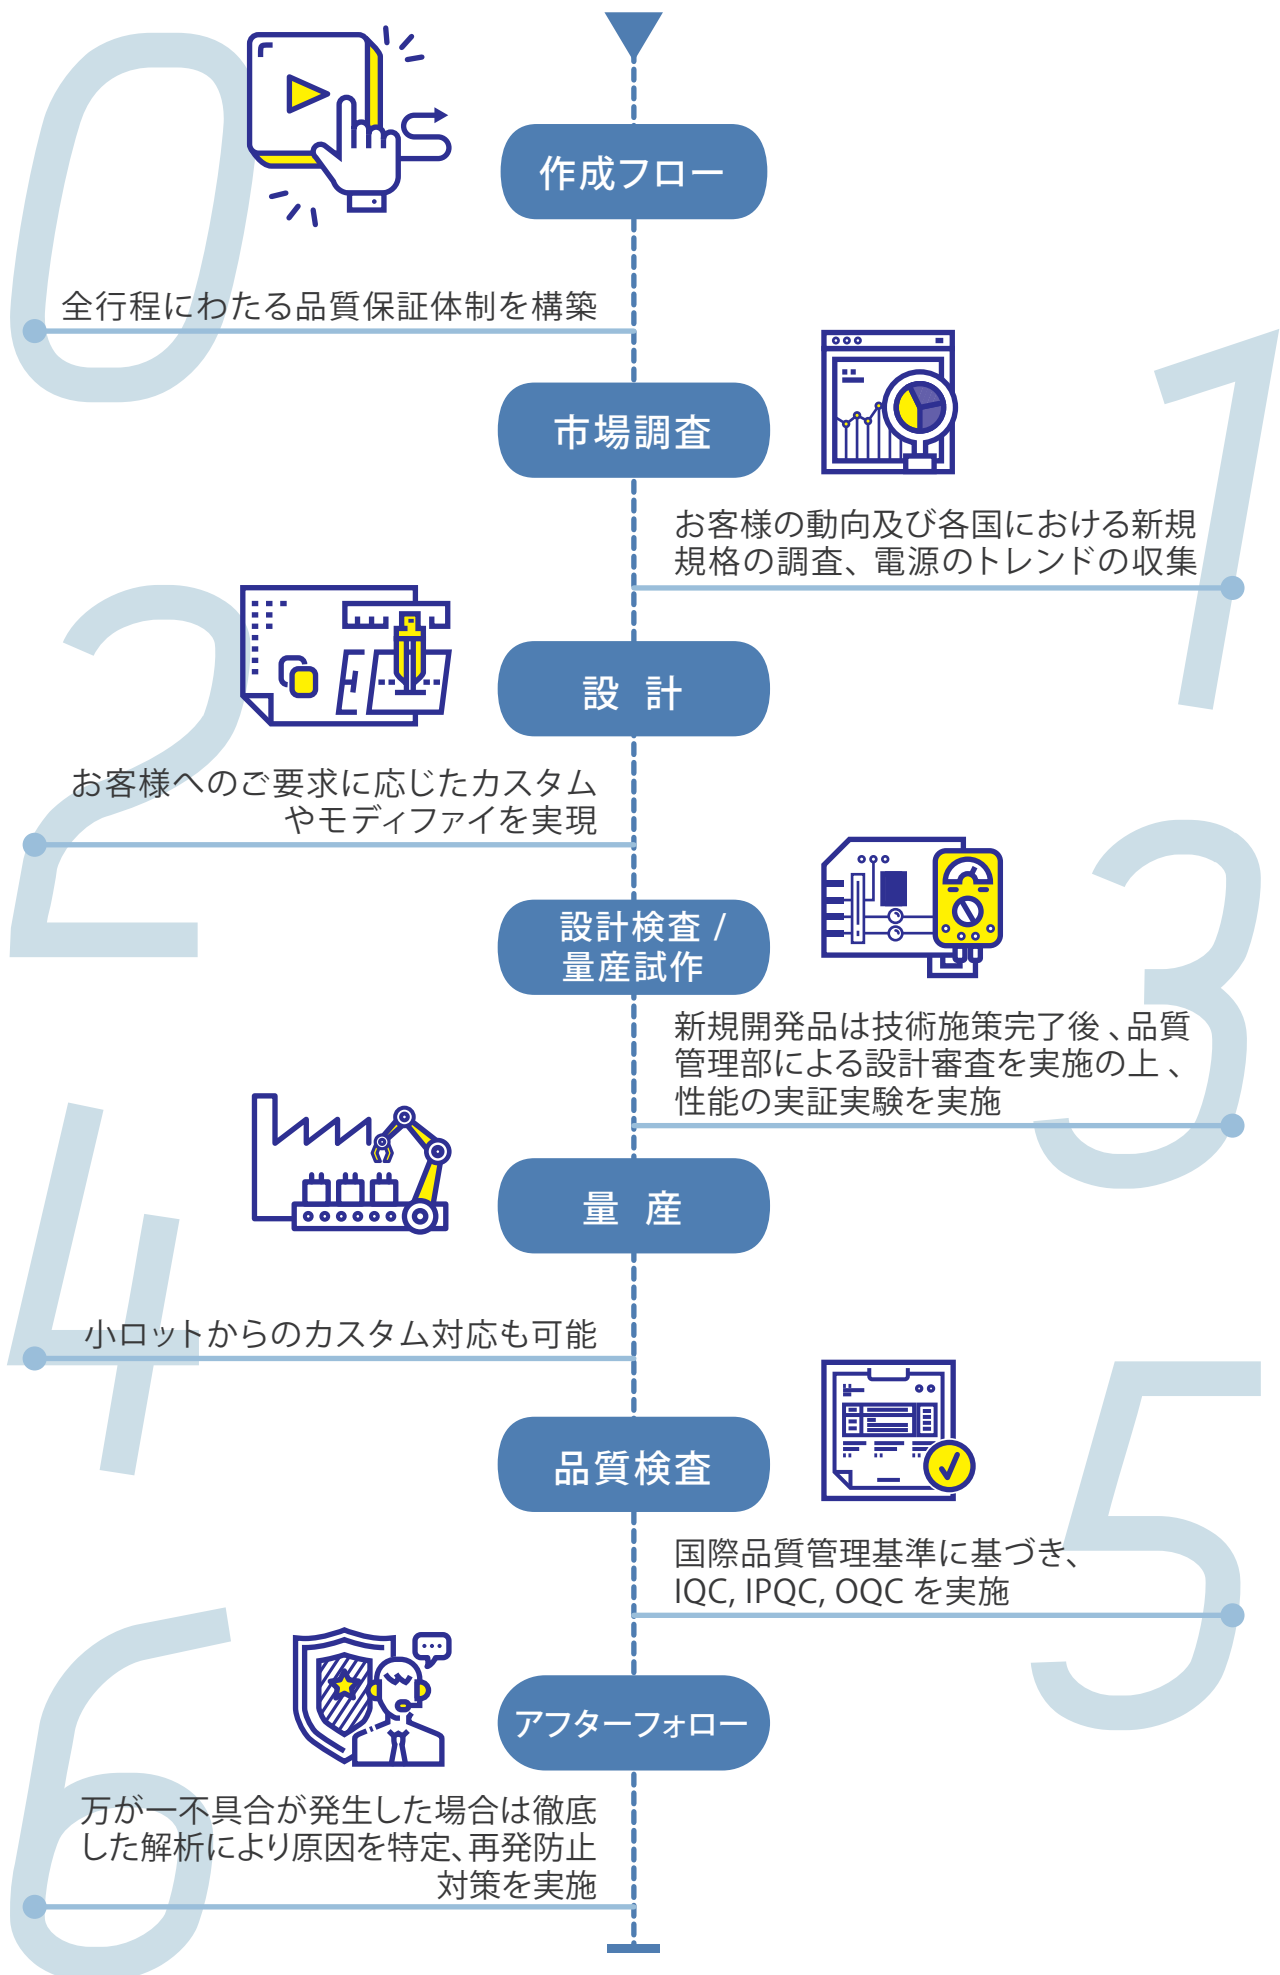 0
作成フロー
全行程にわたる品質保証体制を構築
1
市場調査
お客様の動向及び各国における新規
規格の調査、電源のトレンドの収集
2
設 計
お客様へのご要求に応じたカスタム
やモディファイを実現
3
設計検査 /
量産試作
新規開発品は技術施策完了後、品質
管理部による設計審査を実施の上、
性能の実証実験を実施
4
量 産
小ロットからのカスタム対応も可能
5
品質検査
国際品質管理基準に基づき、
IQC, IPQC, OQC を実施
6
アフターフォロー
万が一不具合が発生した場合は徹底
した解析により原因を特定、再発防止
対策を実施